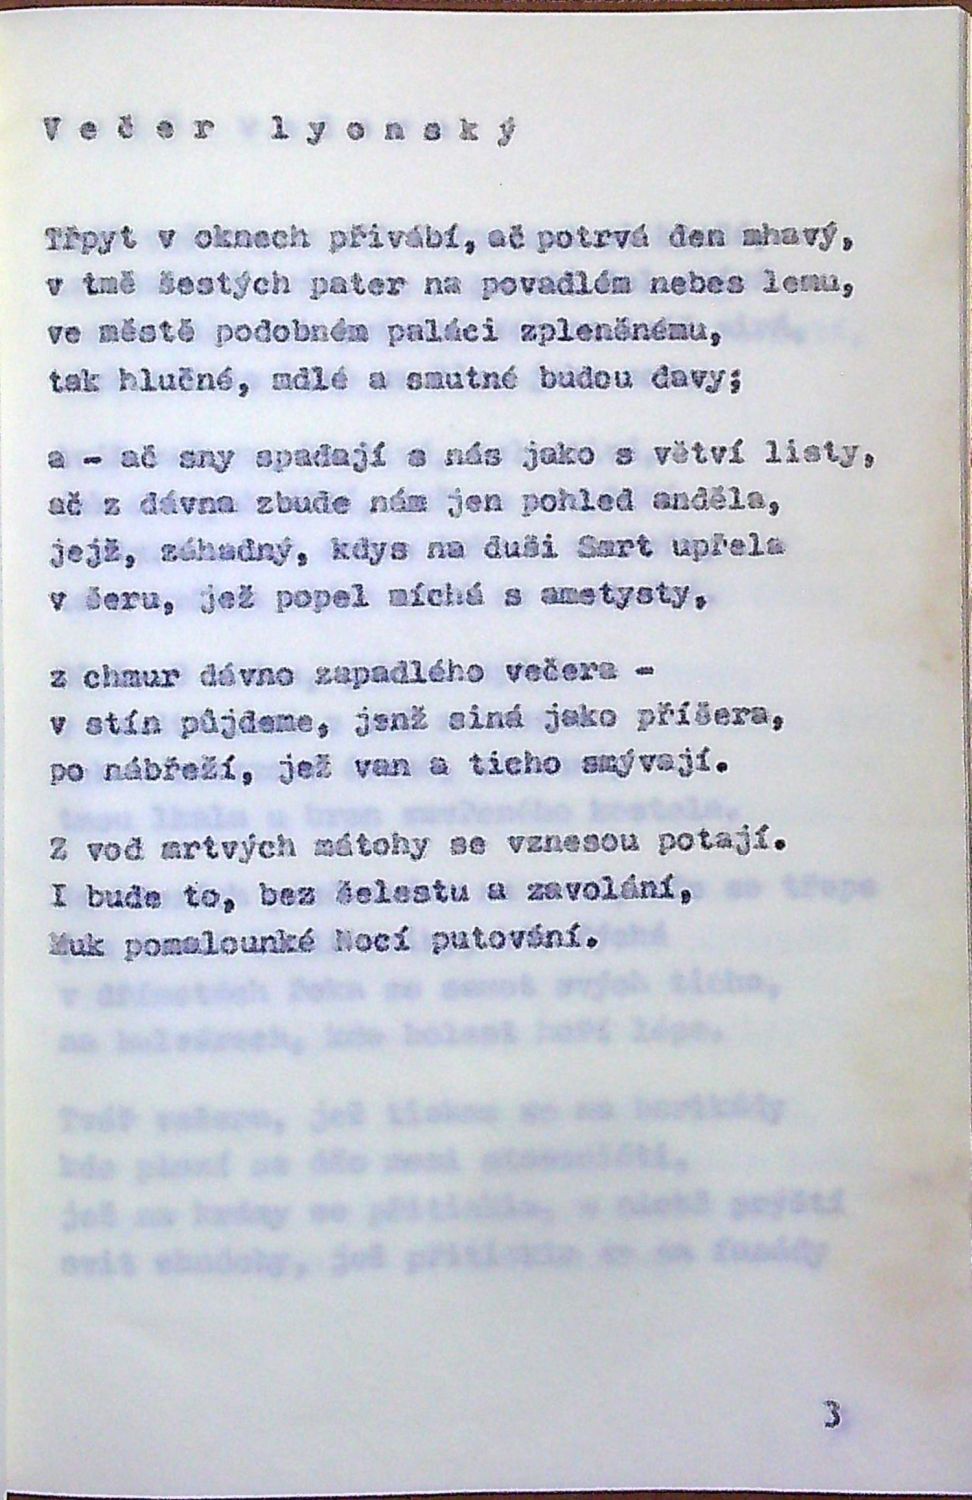 Večer lyonský
Třpyt v oknech přivábí, ač potrvá den mhavý,
v tmě šestých pater na povadlém nebes lemu,
ve městě podobném paláci zpleněnému,
tak hlučné, mdlé a smutné budou davy;
a - ač sny spadají s nás jako s větví listy,
ač z dávna zbude nám jen pohled anděla,
jejž, záhadný, kdys na duši Smrt upřela
v šeru, jež popel míchá s ametysty,
z chmur dávno zapadlého večera -
v stín půjdeme, jenž siná jako příšera,
po nábřeží, jež van a ticho smývají.
Z vod mrtvých mátohy se vznesou potají.
I bude to, bez šelestu a zavolání,
Muk pomalounké Nocí putování.
3